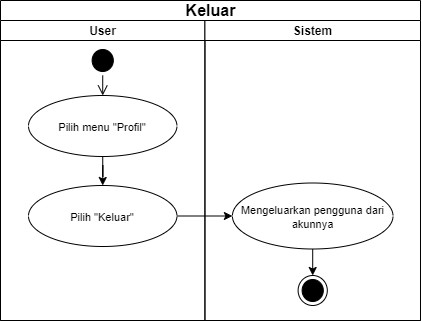 Keluar
User
Sistem
Pilih menu "Profil"
Pilih "Keluar"
Mengeluarkan pengguna dari
akunnya